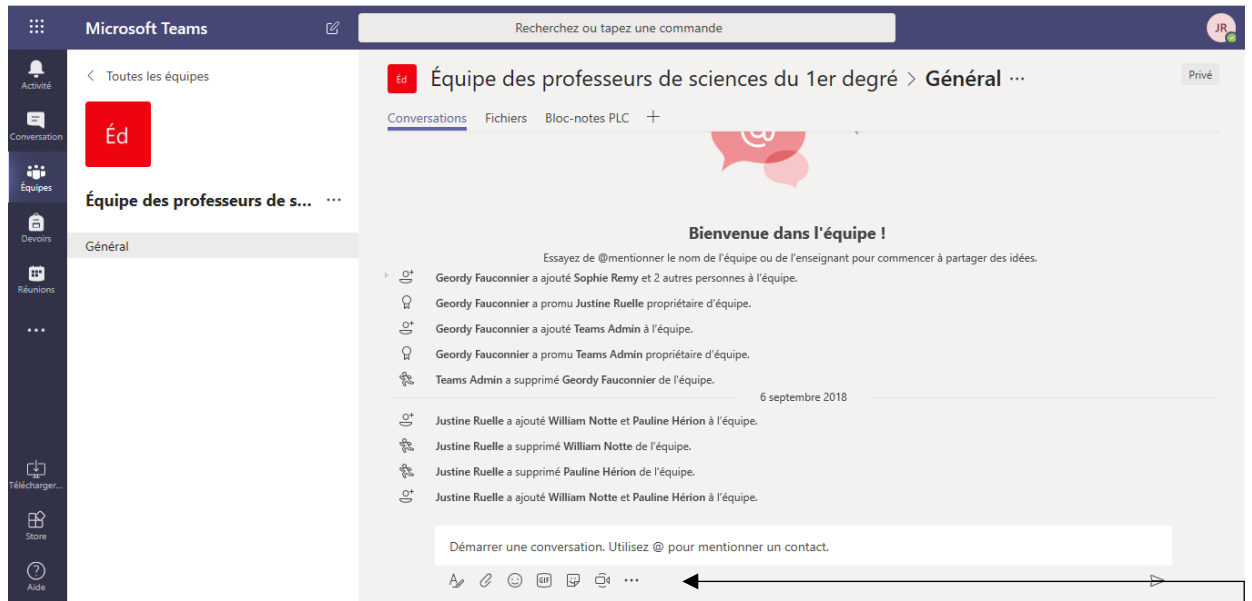 Microsoft Teams
Recherchez ou tapez une commande
JR
Activité
Conversation
Équipes
Devoirs
Réunions
Télécharger...
Store
Aide
Toutes les équipes
Éd
Équipe des professeurs de s... ...
Général
Éd Équipe des professeurs de sciences du 1er degré > Général ...
Privé
Conversations Fichiers Bloc-notes PLC +
@
Bienvenue dans l'équipe !
Essayez de @mentionner le nom de l'équipe ou de l'enseignant pour commencer à partager des idées.
Geordy Fauconnier a ajouté Sophie Remy et 2 autres personnes à l'équipe.
Geordy Fauconnier a promu Justine Ruelle propriétaire d'équipe.
Geordy Fauconnier a ajouté Teams Admin à l'équipe.
Geordy Fauconnier a promu Teams Admin propriétaire d'équipe.
Teams Admin a supprimé Geordy Fauconnier de l'équipe.
6 septembre 2018
Justine Ruelle a ajouté William Notte et Pauline Hérion à l'équipe.
Justine Ruelle a supprimé William Notte de l'équipe.
Justine Ruelle a supprimé Pauline Hérion de l'équipe.
Justine Ruelle a ajouté William Notte et Pauline Hérion à l'équipe.
Démarrer une conversation. Utilisez @ pour mentionner un contact.
GIF